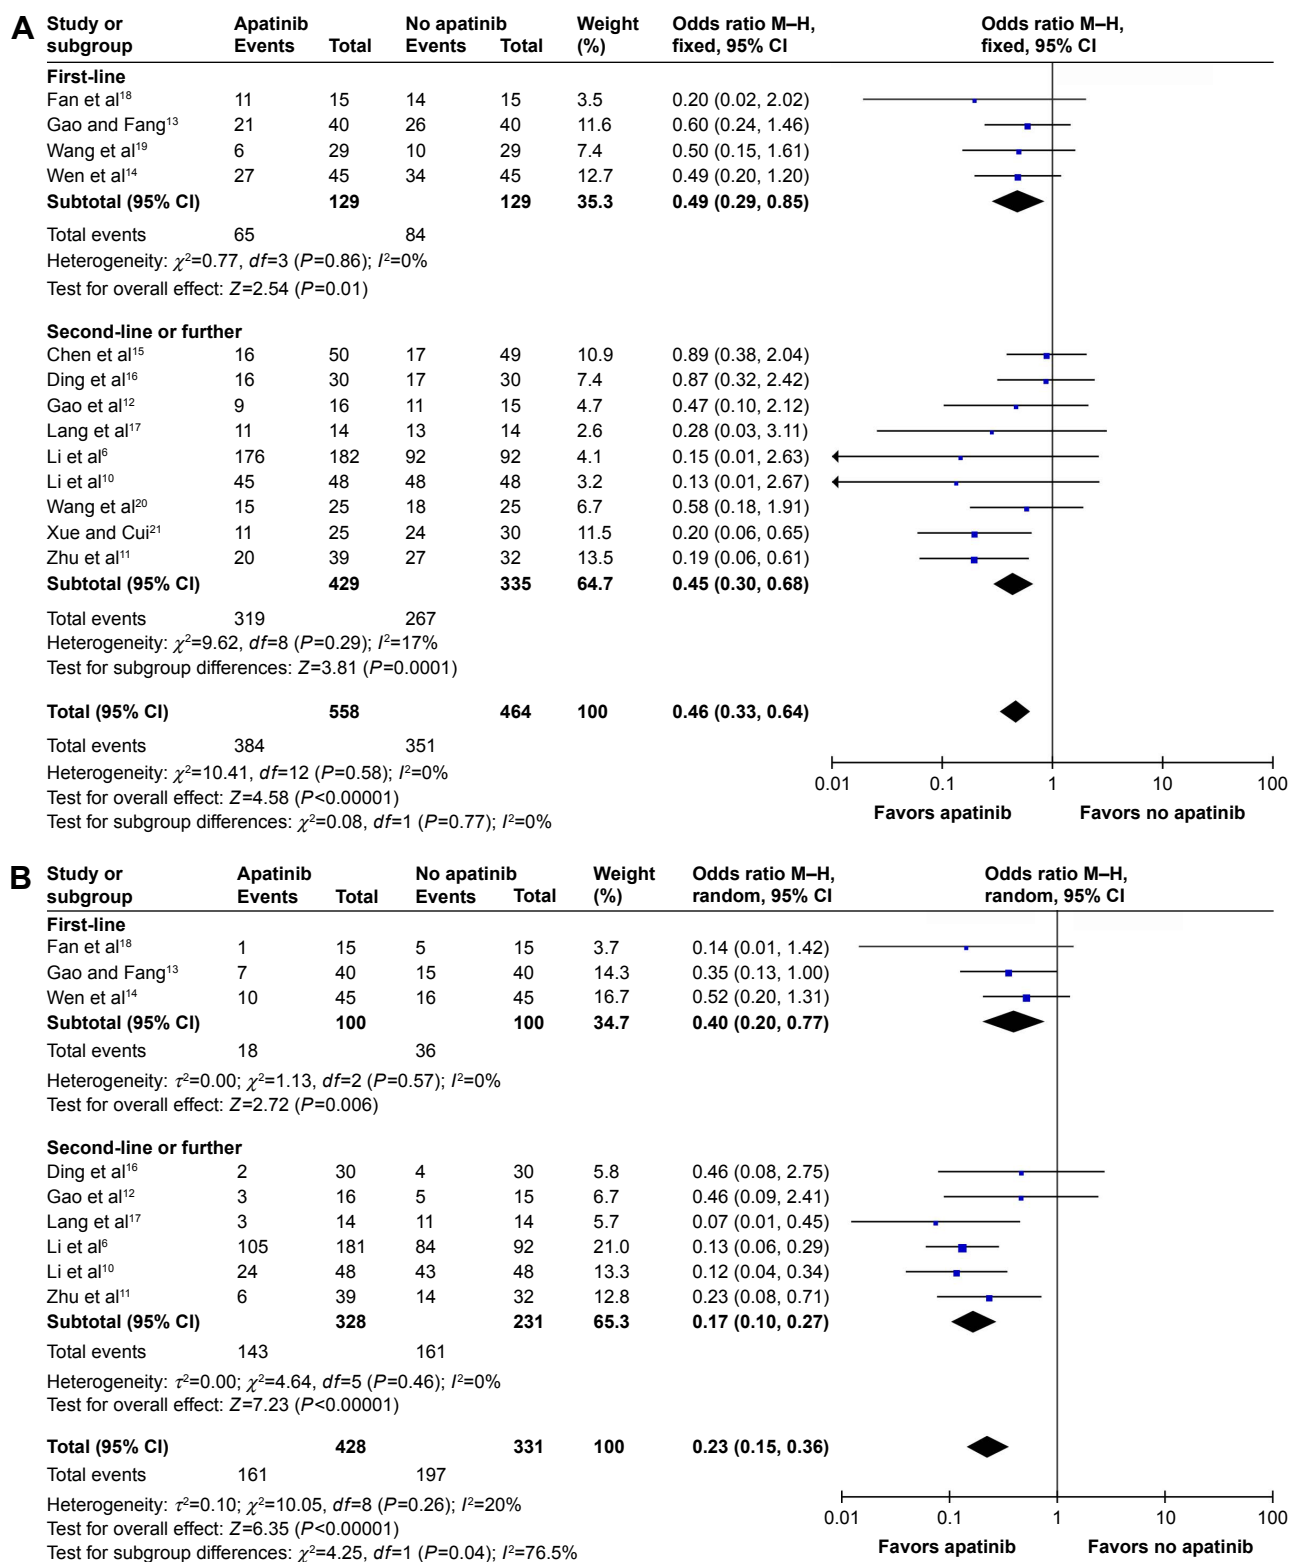 A Study or subgroup Apatinib Events Total No apatinib Events Total Weight (%) Odds ratio M–H, fixed, 95% CI Odds ratio M–H, fixed, 95% CI
First-line
Fan et al18 11 15 14 15 3.5 0.20 (0.02, 2.02)
Gao and Fang13 21 40 26 40 11.6 0.60 (0.24, 1.46)
Wang et al19 6 29 10 29 7.4 0.50 (0.15, 1.61)
Wen et al14 27 45 34 45 12.7 0.49 (0.20, 1.20)
Subtotal (95% CI) 129 129 35.3 0.49 (0.29, 0.85)
Total events 65 84
Heterogeneity: χ2=0.77, df=3 (P=0.86); I2=0%
Test for overall effect: Z=2.54 (P=0.01)
Second-line or further
Chen et al15 16 50 17 49 10.9 0.89 (0.38, 2.04)
Ding et al16 16 30 17 30 7.4 0.87 (0.32, 2.42)
Gao et al12 9 16 11 15 4.7 0.47 (0.10, 2.12)
Lang et al17 11 14 13 14 2.6 0.28 (0.03, 3.11)
Li et al6 176 182 92 92 4.1 0.15 (0.01, 2.63)
Li et al10 45 48 48 48 3.2 0.13 (0.01, 2.67)
Wang et al20 15 25 18 25 6.7 0.58 (0.18, 1.91)
Xue and Cui21 11 25 24 30 11.5 0.20 (0.06, 0.65)
Zhu et al11 20 39 27 32 13.5 0.19 (0.06, 0.61)
Subtotal (95% CI) 429 335 64.7 0.45 (0.30, 0.68)
Total events 319 267
Heterogeneity: χ2=9.62, df=8 (P=0.29); I2=17%
Test for subgroup differences: Z=3.81 (P=0.0001)
Total (95% CI) 558 464 100 0.46 (0.33, 0.64)
Total events 384 351
Heterogeneity: χ2=10.41, df=12 (P=0.58); I2=0%
Test for overall effect: Z=4.58 (P<0.00001)
Test for subgroup differences: χ2=0.08, df=1 (P=0.77); I2=0%
0.01 0.1 1 10 100
Favors apatinib Favors no apatinib
B Study or subgroup Apatinib Events Total No apatinib Events Total Weight (%) Odds ratio M–H, random, 95% CI Odds ratio M–H, random, 95% CI
First-line
Fan et al18 1 15 5 15 3.7 0.14 (0.01, 1.42)
Gao and Fang13 7 40 15 40 14.3 0.35 (0.13, 1.00)
Wen et al14 10 45 16 45 16.7 0.52 (0.20, 1.31)
Subtotal (95% CI) 100 100 34.7 0.40 (0.20, 0.77)
Total events 18 36
Heterogeneity: τ2=0.00; χ2=1.13, df=2 (P=0.57); I2=0%
Test for overall effect: Z=2.72 (P=0.006)
Second-line or further
Ding et al16 2 30 4 30 5.8 0.46 (0.08, 2.75)
Gao et al12 3 16 5 15 6.7 0.46 (0.09, 2.41)
Lang et al17 3 14 11 14 5.7 0.07 (0.01, 0.45)
Li et al6 105 181 84 92 21.0 0.13 (0.06, 0.29)
Li et al10 24 48 43 48 13.3 0.12 (0.04, 0.34)
Zhu et al11 6 39 14 32 12.8 0.23 (0.08, 0.71)
Subtotal (95% CI) 328 231 65.3 0.17 (0.10, 0.27)
Total events 143 161
Heterogeneity: τ2=0.00; χ2=4.64, df=5 (P=0.46); I2=0%
Test for overall effect: Z=7.23 (P<0.00001)
Total (95% CI) 428 331 100 0.23 (0.15, 0.36)
Total events 161 197
Heterogeneity: τ2=0.10; χ2=10.05, df=8 (P=0.26); I2=20%
Test for overall effect: Z=6.35 (P<0.00001)
Test for subgroup differences: χ2=4.25, df=1 (P=0.04); I2=76.5%
0.01 0.1 1 10 100
Favors apatinib Favors no apatinib